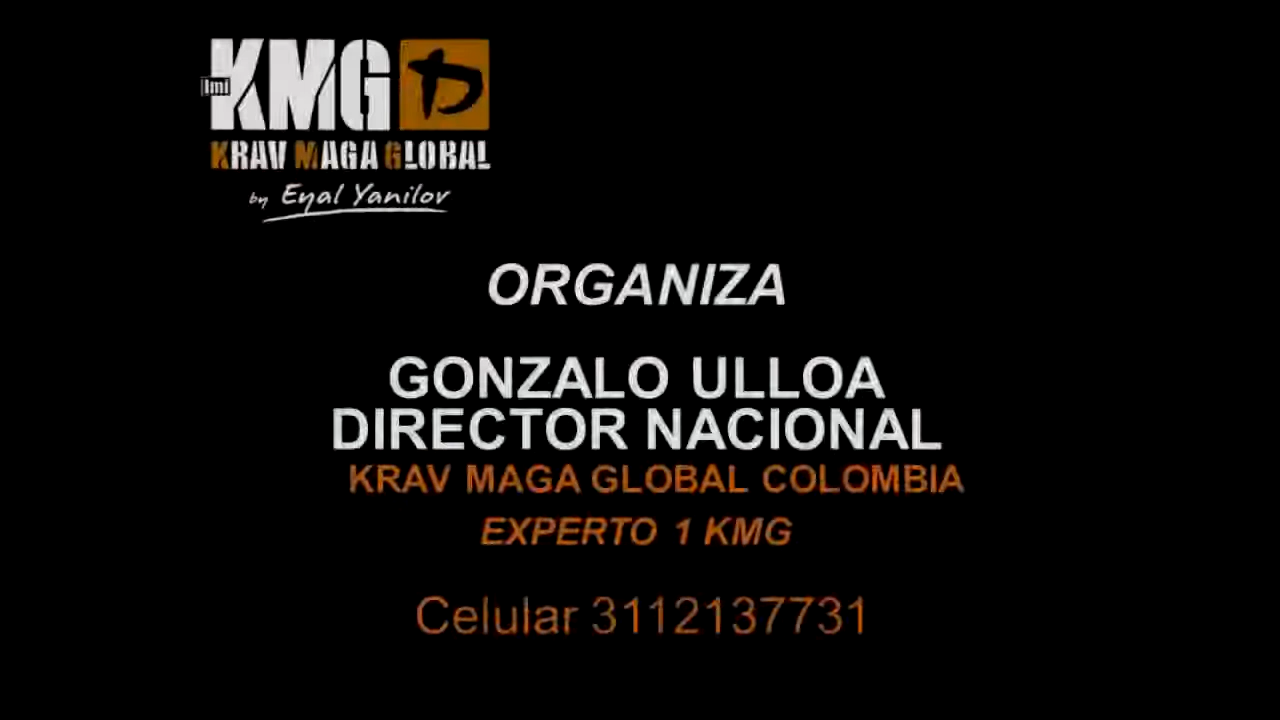 Imi
KMG
KRAV MAGA GLOBAL
by Eyal Yanilov
ORGANIZA
GONZALO ULLOA
DIRECTOR NACIONAL
KRAV MAGA GLOBAL COLOMBIA
EXPERTO 1 KMG
Celular 3112137731